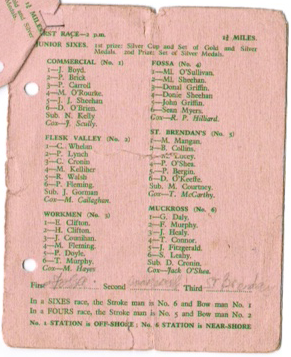 MILES.
FIRST RACE—2 p.m. 1½ MILES.
JUNIOR SIXES. 1st prize: Silver Cup and Set of Gold and Silver
Medals. 2nd Prize: Set of Silver Medals.
COMMERCIAL (No. 1)
1—J. Boyd.
2—P. Brick
3—P. Carroll
4—M. O'Rourke.
5—J. J. Sheehan
6—D. O'Brien.
Sub. N. Kelly
Cox—J. Scully.
FLESK VALLEY (No. 2)
1—C. Whelan
2—P. Lynch
3—C. Cronin
4—M. Kelliher
5—R. Walsh
6—P. Fleming.
Sub. J. Gorman
Cox—M. Callaghan.
WORKMEN (No. 3)
1—E. Clifton.
2—H. Clifton.
3—J. Counihan.
4—M. Fleming.
5—P. Doyle.
6—T. Murphy.
Cox—M. Hayes
FOSSA (No. 4)
1—Ml. O'Sullivan.
2—Ml. Sheehan.
3—Donal Griffin.
4—Donie Sheehan
5—John Griffin.
6—Sean Myers.
Cox—R. P. Hilliard.
ST. BRENDAN'S (No. 5)
1—M. Mangan.
2—B. Collins.
4—P. O'Shea.
5—P. Bergin.
6—D. O'Keeffe.
Sub. M. Courtney.
Cox—T. McCarthy.
MUCKROSS (No. 6)
1—G. Daly.
2—F. Murphy.
3—J. Healy.
4—T. Connor.
5—J. Fitzgerald.
6—S. Leahy.
Sub. D. Cronin.
Cox—Jack O'Shea.
First Second Muckross Third
In a SIXES race, the Stroke man is No. 6 and Bow man No. 1
In a FOURS race, the Stroke man is No. 5 and Bow man No. 2
No. 1 STATION is OFF-SHORE; No. 6 STATION is NEAR-SHORE